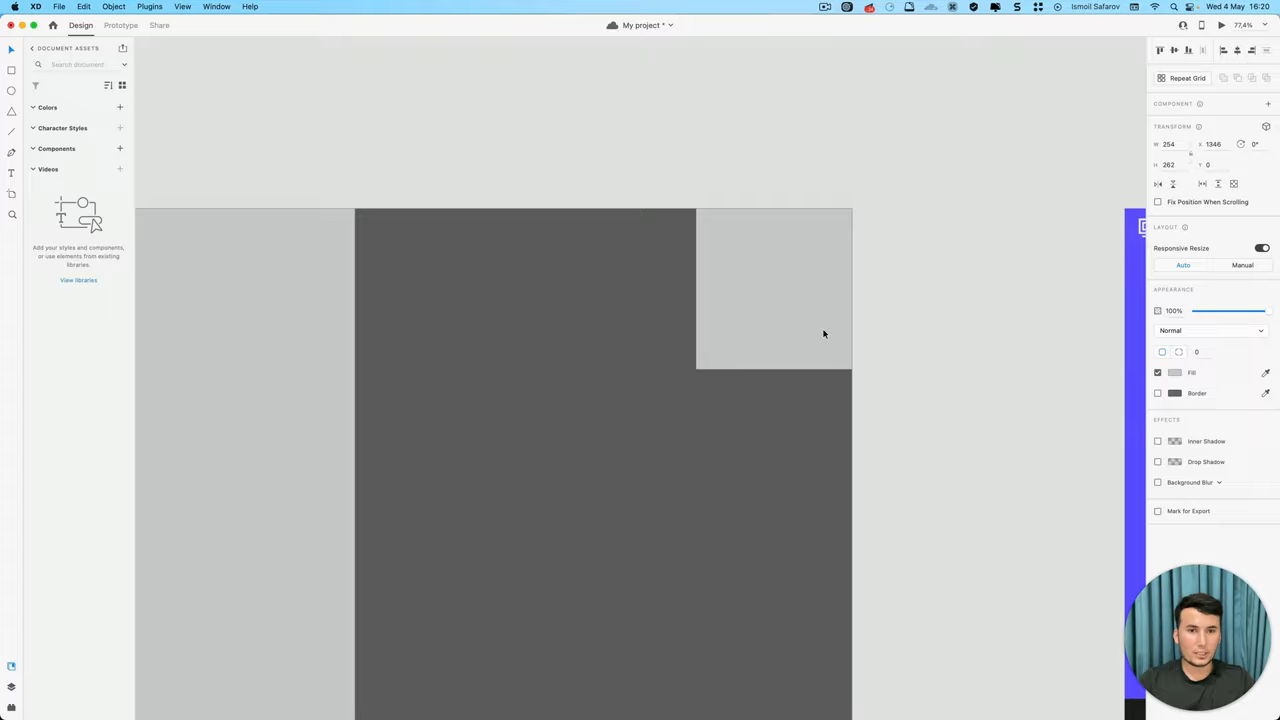 XD File Edit Object Plugins View Window Help
Ismoil Safarov Wed 4 May 16:20
Design Prototype Share
My project *
77,4%
DOCUMENT ASSETS
Search document
Colors
Character Styles
Components
Videos
Add your styles and components,
or use elements from existing
libraries.
View libraries
Repeat Grid
COMPONENT
TRANSFORM
W 254 X 1346 0°
H 262 Y 0
Fix Position When Scrolling
LAYOUT
Responsive Resize
Auto Manual
APPEARANCE
100%
Normal
0
Fill
Border
EFFECTS
Inner Shadow
Drop Shadow
Background Blur
Mark for Export